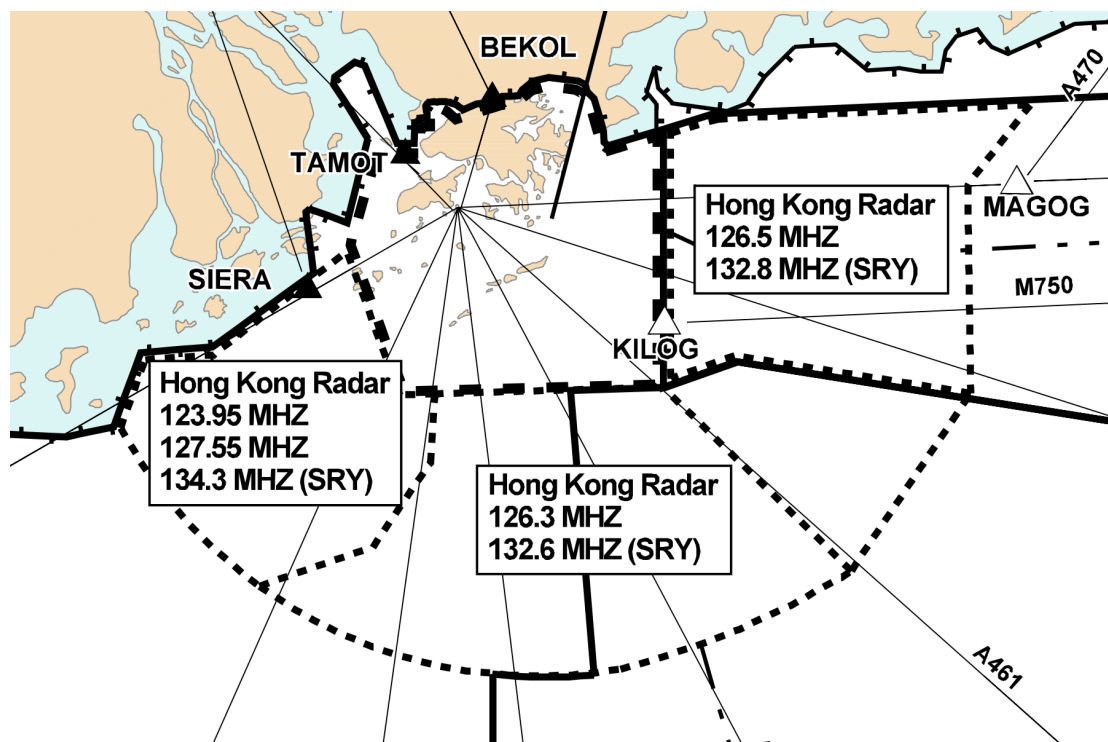 BEKOL
A470
TAMOT
MAGOG
Hong Kong Radar
126.5 MHZ
132.8 MHZ (SRY)
SIERA
M750
KILOG
Hong Kong Radar
123.95 MHZ
127.55 MHZ
134.3 MHZ (SRY)
Hong Kong Radar
126.3 MHZ
132.6 MHZ (SRY)
A461